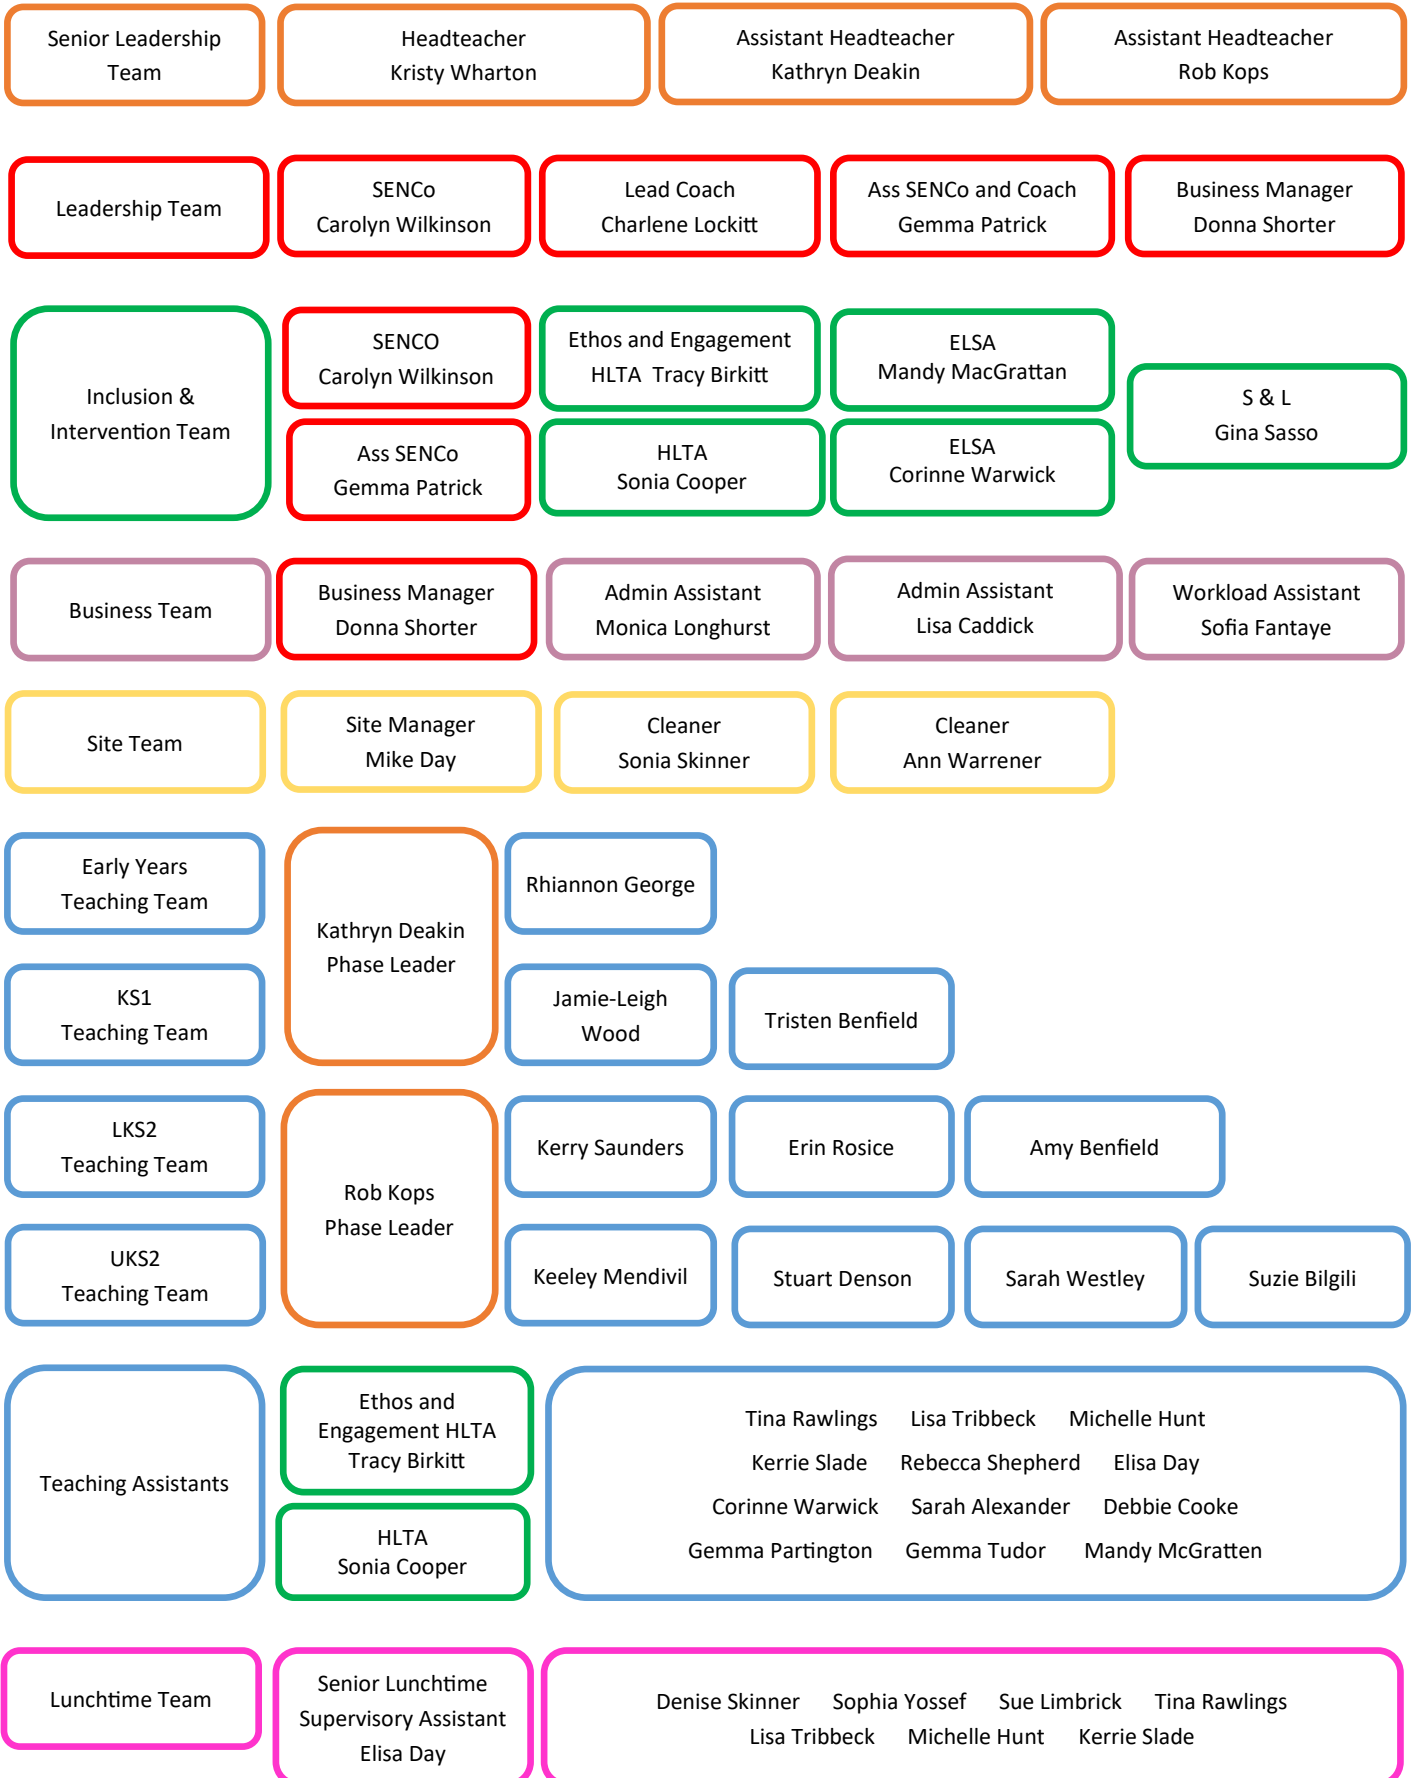 Senior Leadership
Team
Headteacher
Kristy Wharton
Assistant Headteacher
Kathryn Deakin
Assistant Headteacher
Rob Kops
Leadership Team
SENCo
Carolyn Wilkinson
Lead Coach
Charlene Lockitt
Ass SENCo and Coach
Gemma Patrick
Business Manager
Donna Shorter
Inclusion &
Intervention Team
SENCO
Carolyn Wilkinson
Ethos and Engagement
HLTA  Tracy Birkitt
ELSA
Mandy MacGrattan
S & L
Gina Sasso
Ass SENCo
Gemma Patrick
HLTA
Sonia Cooper
ELSA
Corinne Warwick
Business Team
Business Manager
Donna Shorter
Admin Assistant
Monica Longhurst
Admin Assistant
Lisa Caddick
Workload Assistant
Sofia Fantaye
Site Team
Site Manager
Mike Day
Cleaner
Sonia Skinner
Cleaner
Ann Warrener
Early Years
Teaching Team
Kathryn Deakin
Phase Leader
Rhiannon George
KS1
Teaching Team
Jamie-Leigh
Wood
Tristen Benfield
LKS2
Teaching Team
Rob Kops
Phase Leader
Kerry Saunders
Erin Rosice
Amy Benfield
UKS2
Teaching Team
Keeley Mendivil
Stuart Denson
Sarah Westley
Suzie Bilgili
Teaching Assistants
Ethos and
Engagement HLTA
Tracy Birkitt
HLTA
Sonia Cooper
Tina Rawlings Lisa Tribbeck Michelle Hunt
Kerrie Slade Rebecca Shepherd Elisa Day
Corinne Warwick Sarah Alexander Debbie Cooke
Gemma Partington Gemma Tudor Mandy McGratten
Lunchtime Team
Senior Lunchtime
Supervisory Assistant
Elisa Day
Denise Skinner Sophia Yossef Sue Limbrick Tina Rawlings
Lisa Tribbeck Michelle Hunt Kerrie Slade